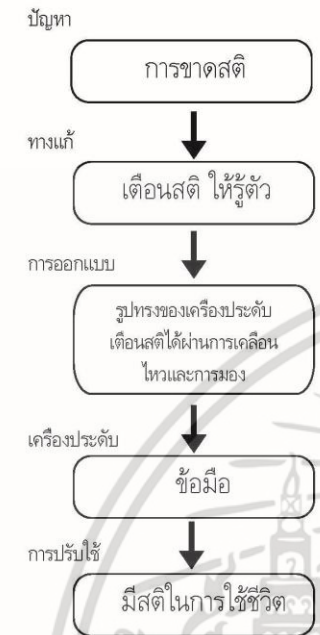 ปัญหา
การขาดสติ
ทางแก้
เตือนสติ ให้รู้ตัว
การออกแบบ
รูปทรงของเครื่องประดับ
เตือนสติได้ผ่านการเคลื่อน
ไหวและการมอง
เครื่องประดับ
ข้อมือ
การปรับใช้
มีสติในการใช้ชีวิต